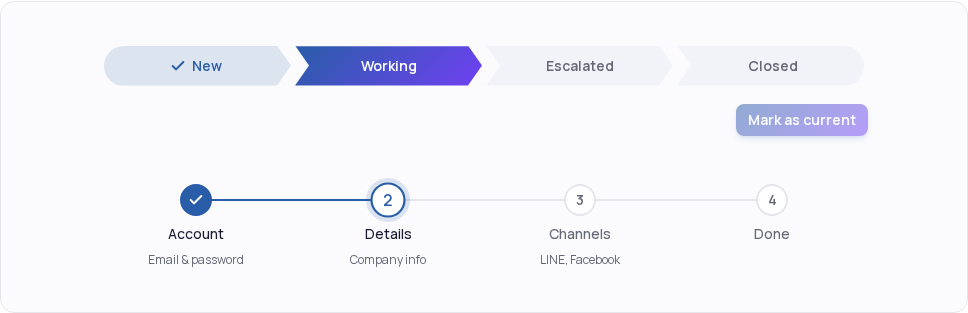 New
Working
Escalated
Closed
Mark as current
2
3
4
Account
Details
Channels
Done
Email & password
Company info
LINE, Facebook